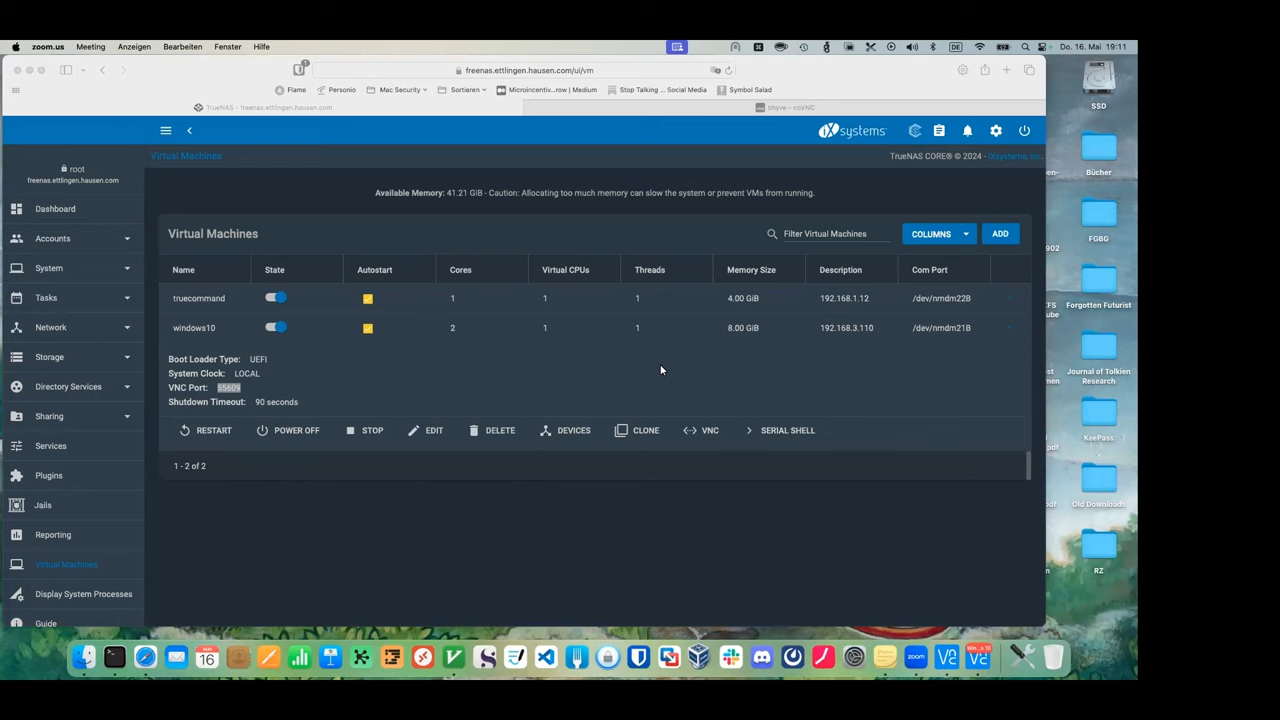 zoom.us Meeting Anzeigen Bearbeiten Fenster Hilfe DE Do. 16. Mai 19:11
1 freenas.ettlingen.hausen.com/ui/vm
Flame Personio Mac Security Sortieren Microincentiv...row | Medium Stop Talking ... Social Media Symbol Salad
TrueNAS - freenas.ettlingen.hausen.com bhyve - noVNC
iXsystems
Virtual Machines TrueNAS CORE® © 2024 - iXsystems, Inc.
root
freenas.ettlingen.hausen.com
Available Memory: 41.21 GiB - Caution: Allocating too much memory can slow the system or prevent VMs from running.
Dashboard
Accounts
System
Tasks
Network
Storage
Directory Services
Sharing
Services
Plugins
Jails
Reporting
Virtual Machines
Display System Processes
Guide
Virtual Machines Filter Virtual Machines COLUMNS ADD
Name State Autostart Cores Virtual CPUs Threads Memory Size Description Com Port
truecommand 1 1 1 4.00 GiB 192.168.1.12 /dev/nmdm22B
windows10 2 1 1 8.00 GiB 192.168.3.110 /dev/nmdm21B
Boot Loader Type: UEFI
System Clock: LOCAL
VNC Port: 55609
Shutdown Timeout: 90 seconds
RESTART POWER OFF STOP EDIT DELETE DEVICES CLONE VNC SERIAL SHELL
1 - 2 of 2
SSD
Bücher
FGBG
Forgotten Futurist
Journal of Tolkien
Research
KeePass
Old Downloads
RZ
16